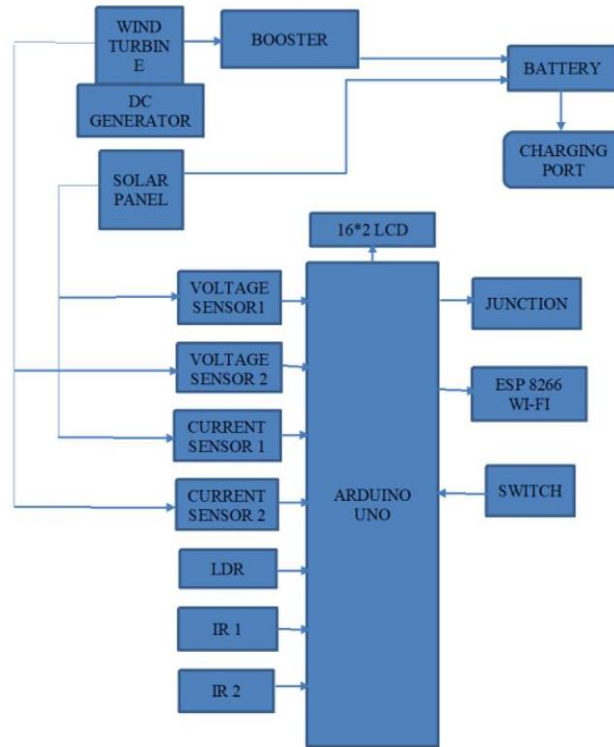 WIND
TURBIN
E
BOOSTER
BATTERY
DC
GENERATOR
CHARGING
PORT
SOLAR
PANEL
16*2 LCD
VOLTAGE
SENSOR1
JUNCTION
VOLTAGE
SENSOR 2
ESP 8266
WI-FI
CURRENT
SENSOR 1
ARDUINO
UNO
SWITCH
CURRENT
SENSOR 2
LDR
IR 1
IR 2